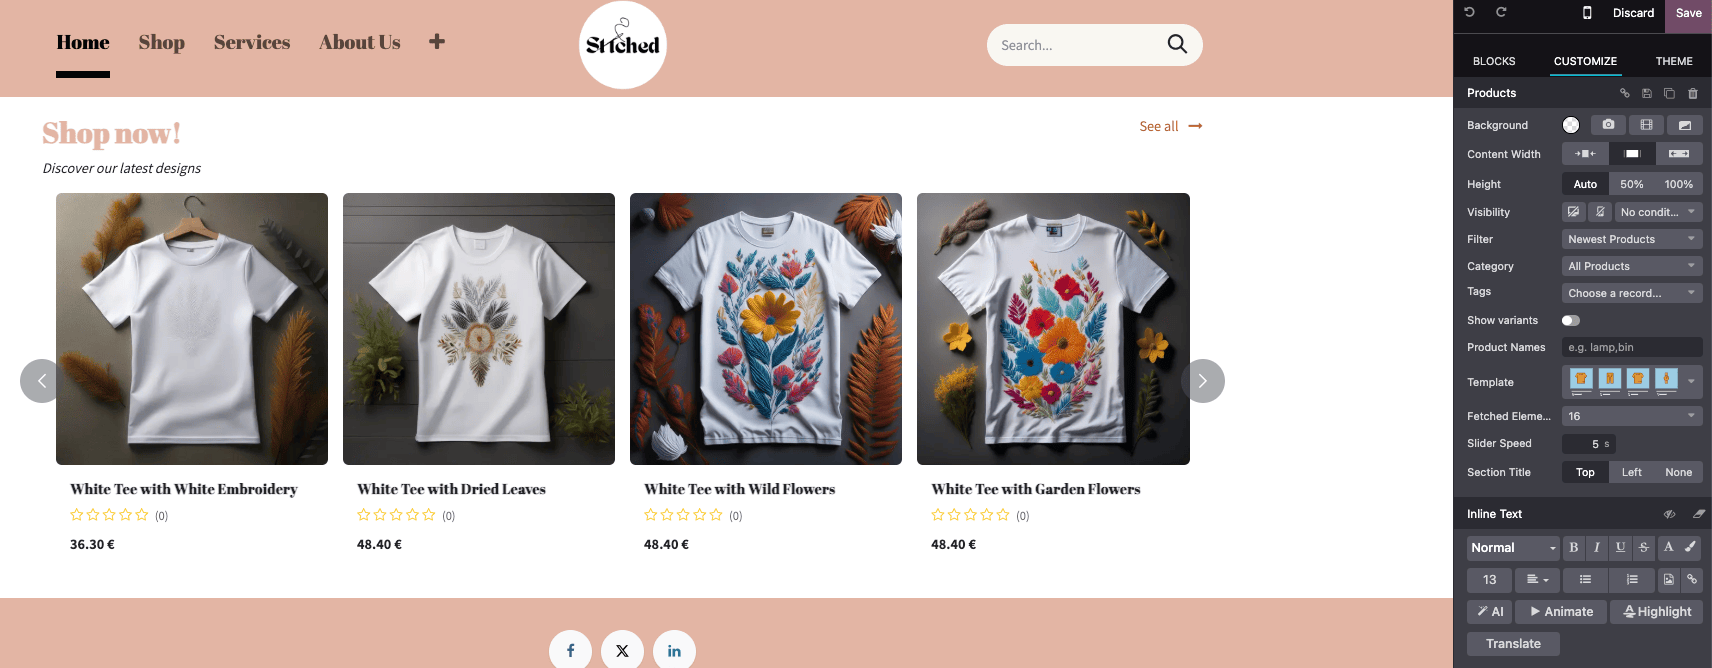 Home Shop Services About Us
Stitched
Search...
Discard Save
BLOCKS CUSTOMIZE THEME
Shop now!
See all
Discover our latest designs
White Tee with White Embroidery
(0)
36.30 €
White Tee with Dried Leaves
(0)
48.40 €
White Tee with Wild Flowers
(0)
48.40 €
White Tee with Garden Flowers
(0)
48.40 €
Products
Background
Content Width
Height Auto 50% 100%
Visibility No condit...
Filter Newest Products
Category All Products
Tags Choose a record...
Show variants
Product Names e.g. lamp,bin
Template
Fetched Eleme... 16
Slider Speed 5 s
Section Title Top Left None
Inline Text
Normal B I U S A
13
AI Animate Highlight
Translate